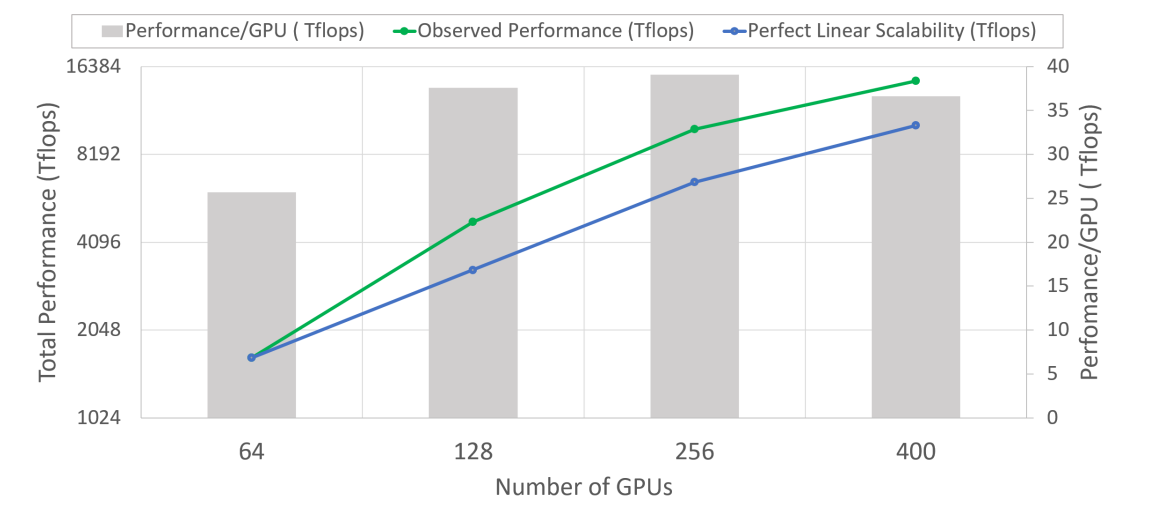 Performance/GPU ( Tflops) Observed Performance (Tflops) Perfect Linear Scalability (Tflops)
16384
8192
4096
2048
1024
Total Performance (Tflops)
40
35
30
25
20
15
10
5
0
Perfomance/GPU ( Tflops)
64 128 256 400
Number of GPUs